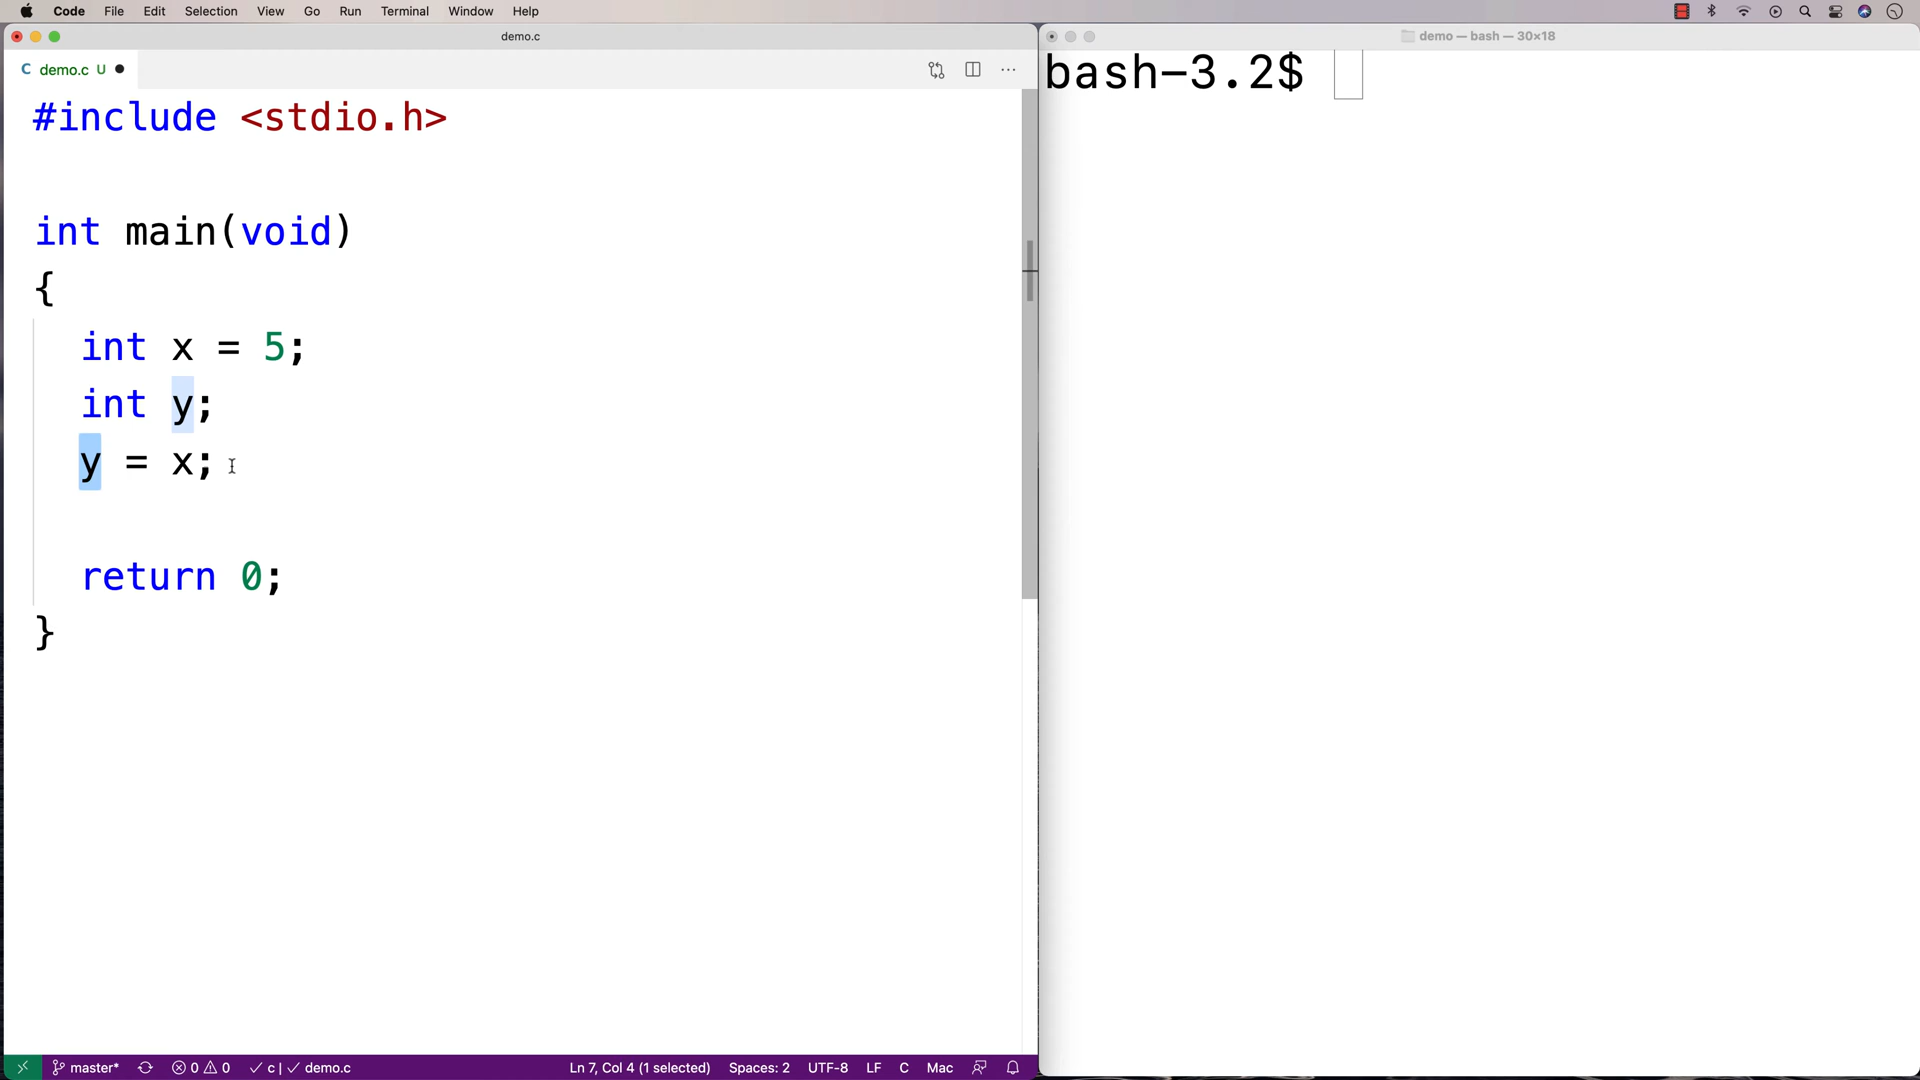 Code File Edit Selection View Go Run Terminal Window Help
demo.c
demo.c U
#include <stdio.h>
int main(void)
{
int x = 5;
int y;
y = x;
return 0;
}
master* 0 0 c | demo.c Ln 7, Col 4 (1 selected) Spaces: 2 UTF-8 LF C Mac
demo — bash — 30×18
bash-3.2$